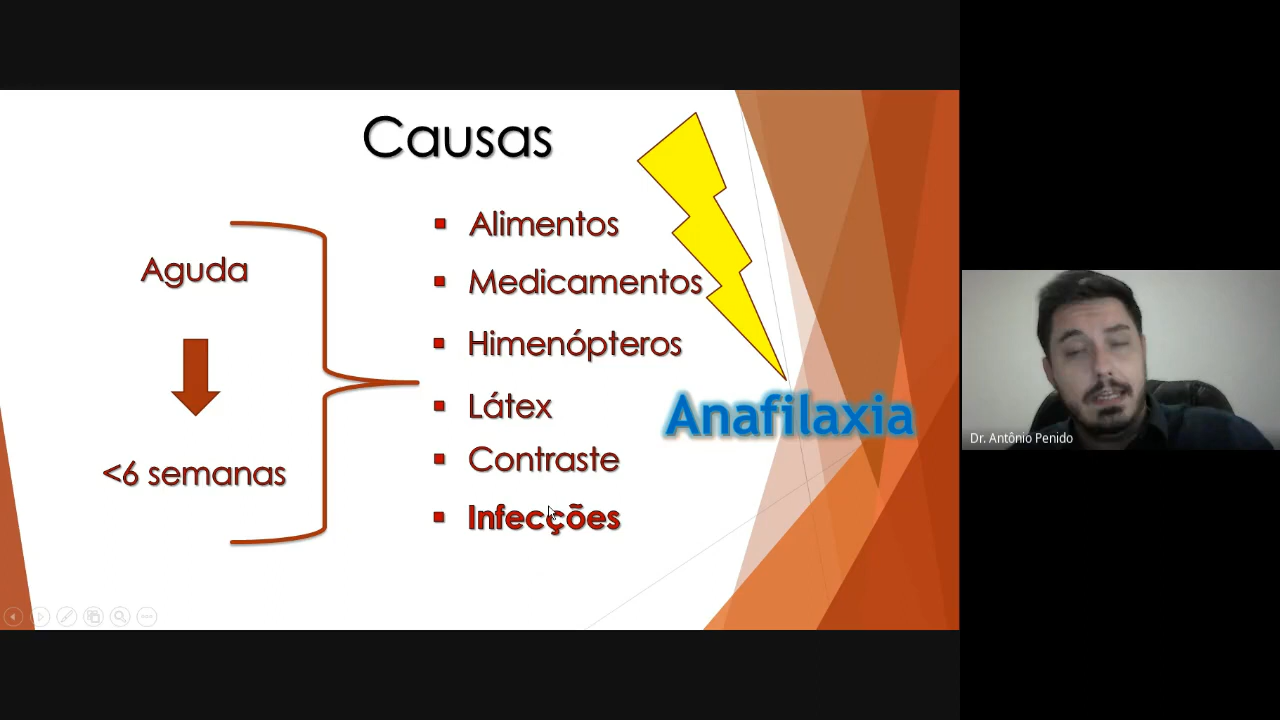 Causas
Aguda
<6 semanas
Alimentos
Medicamentos
Himenópteros
Látex
Contraste
Infecções
Anafilaxia
Dr. Antônio Penido